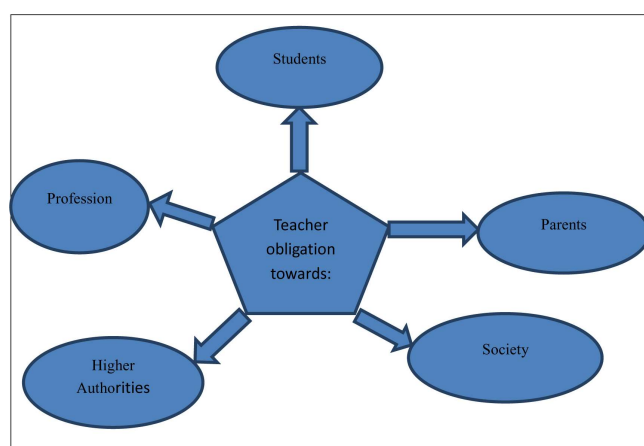 Students
Profession
Teacher
obligation
towards:
Parents
Higher
Authorities
Society